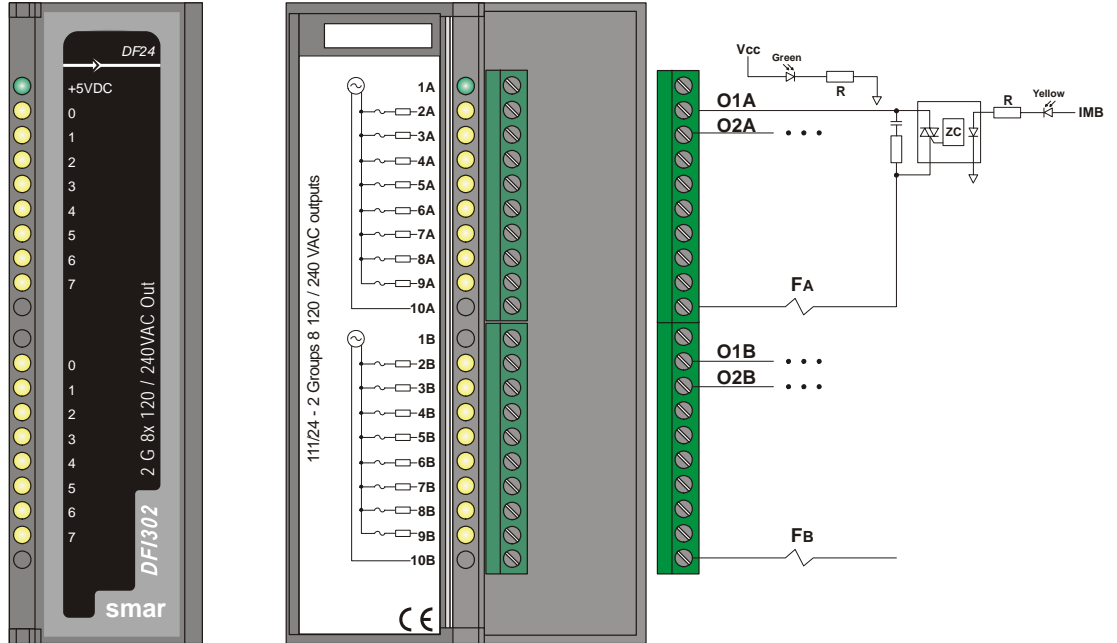 DF24
+5VDC
0
1
2
3
4
5
6
7
0
1
2
3
4
5
6
7
2 G 8x 120 / 240VAC Out
DFI302
smar
111/24 - 2 Groups 8 120 / 240 VAC outputs
1A
2A
3A
4A
5A
6A
7A
8A
9A
10A
1B
2B
3B
4B
5B
6B
7B
8B
9B
10B
CE
Vcc
Green
R
O1A
O2A
...
ZC
R
Yellow
IMB
FA
O1B
...
O2B
...
FB